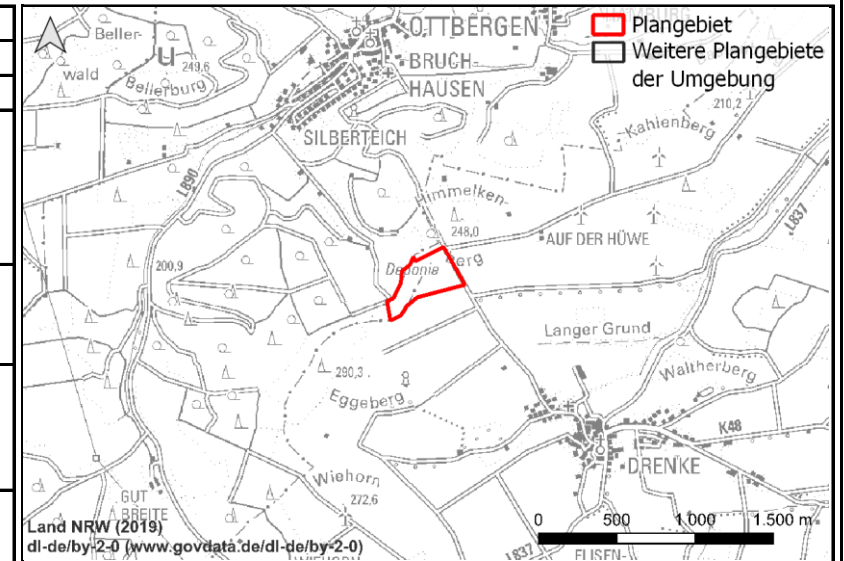 OTTBERGEN
BRUCH-
HAUSEN
Plangebiet
Weitere Plangebiete
der Umgebung
Beller-
wald
249,6
Bellerburg
210,2
Kahlenberg
SILBERTEICH
L890
Himmelken-
248,0
berg
AUF DER HÜWE
L837
200,9
Deponie
Langer Grund
290,3
Eggeberg
Waltherberg
K48
DRENKE
Wiehorn
272,6
GUT
BREITE
Land NRW (2019)
dl-de/by-2-0 (www.govdata.de/dl-de/by-2-0)
0 500 1.000 1.500 m
L837